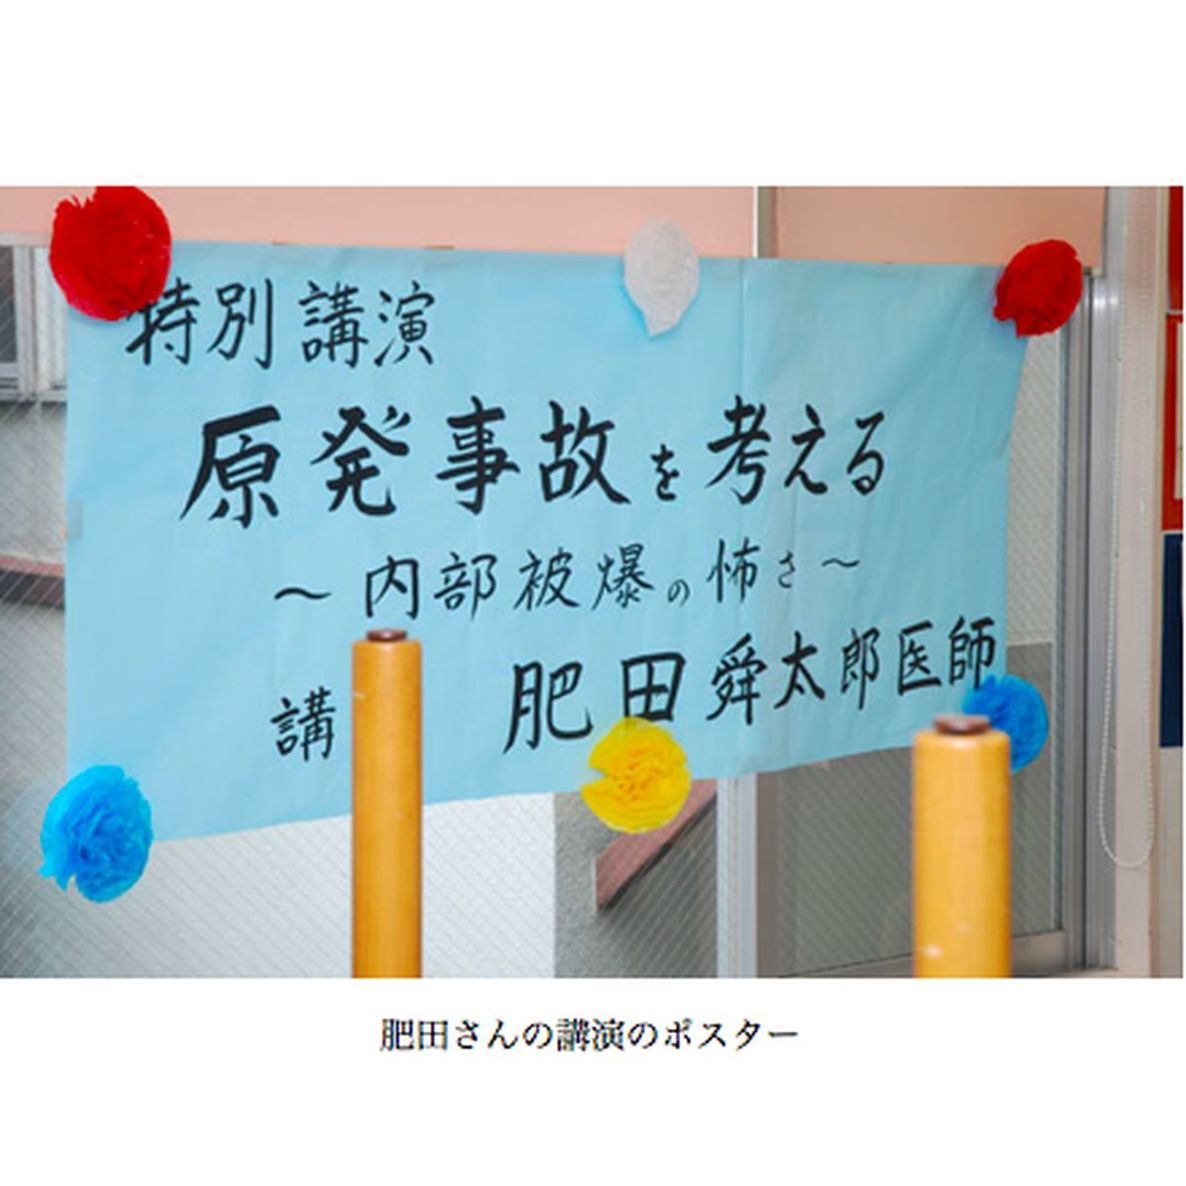 特別講演
原発事故を考える
～内部被爆の怖さ～
講 肥田舜太郎医師
肥田さんの講演のポスター